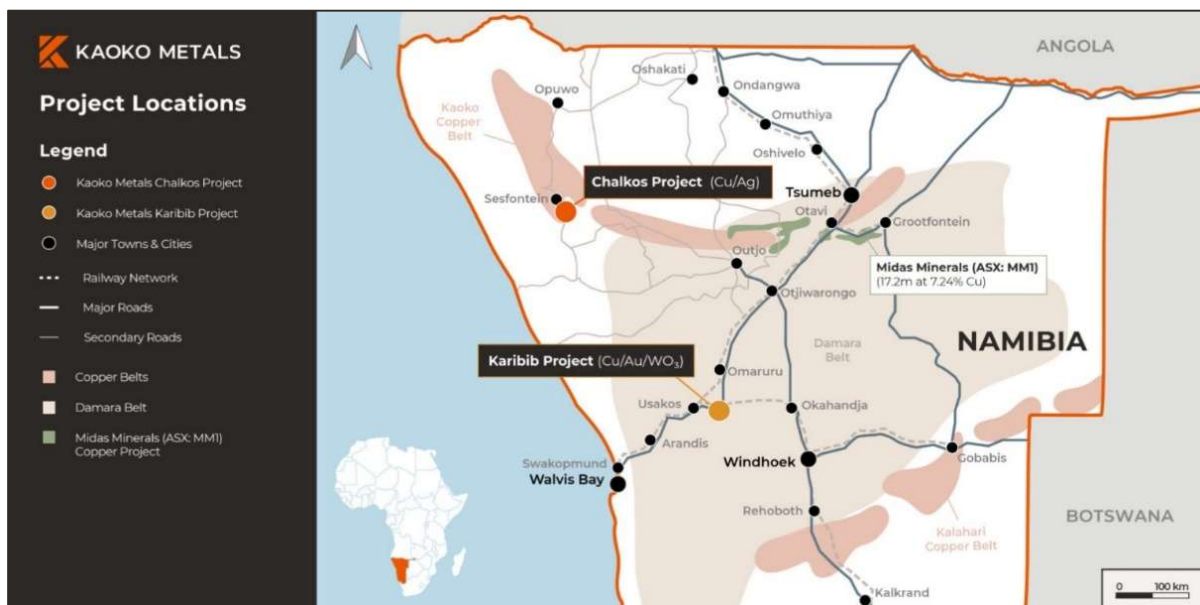 KAOKO METALS
Project Locations
Legend
Kaoko Metals Chalkos Project
Kaoko Metals Karibib Project
Major Towns & Cities
Railway Network
Major Roads
Secondary Roads
Copper Belts
Damara Belt
Midas Minerals (ASX: MM1)
Copper Project
ANGOLA
Oshakati
Ondangwa
Opuwo
Kaoko
Copper
Belt
Omuthiya
Oshivelo
Chalkos Project (Cu/Ag)
Tsumeb
Sesfontein
Otavi
Grootfontein
Outjo
Midas Minerals (ASX: MM1)
(17.2m at 7.24% Cu)
Otjiwarongo
NAMIBIA
Damara
Belt
Karibib Project (Cu/Au/WO₃)
Omaruru
Usakos
Okahandja
Arandis
Swakopmund
Walvis Bay
Windhoek
Gobabis
Rehoboth
Kalahari
Copper Belt
BOTSWANA
Kalkrand
0 100 km